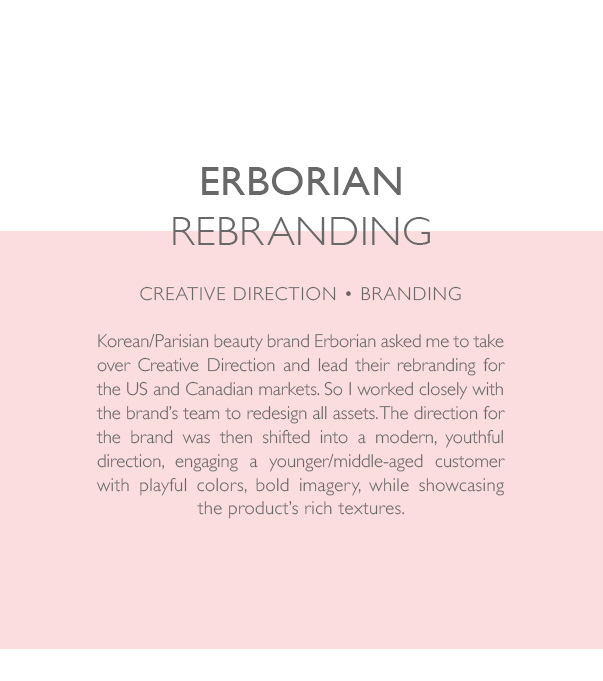 ERBORIAN
REBRANDING
CREATIVE DIRECTION • BRANDING
Korean/Parisian beauty brand Erborian asked me to take
over Creative Direction and lead their rebranding for
the US and Canadian markets. So I worked closely with
the brand's team to redesign all assets. The direction for
the brand was then shifted into a modern, youthful
direction, engaging a younger/middle-aged customer
with playful colors, bold imagery, while showcasing
the product's rich textures.